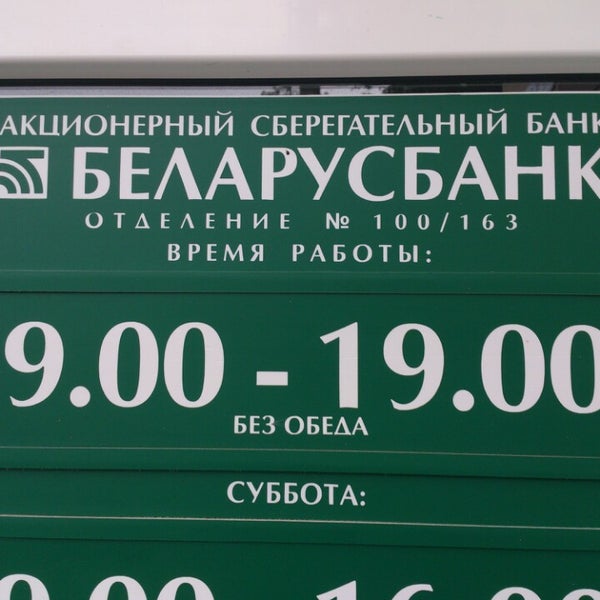 АКЦИОНЕРНЫЙ СБЕРЕГАТЕЛЬНЫЙ БАНК
БЕЛАРУСБАНК
ОТДЕЛЕНИЕ № 100/163
ВРЕМЯ РАБОТЫ:
9.00 - 19.00
БЕЗ ОБЕДА
СУББОТА: